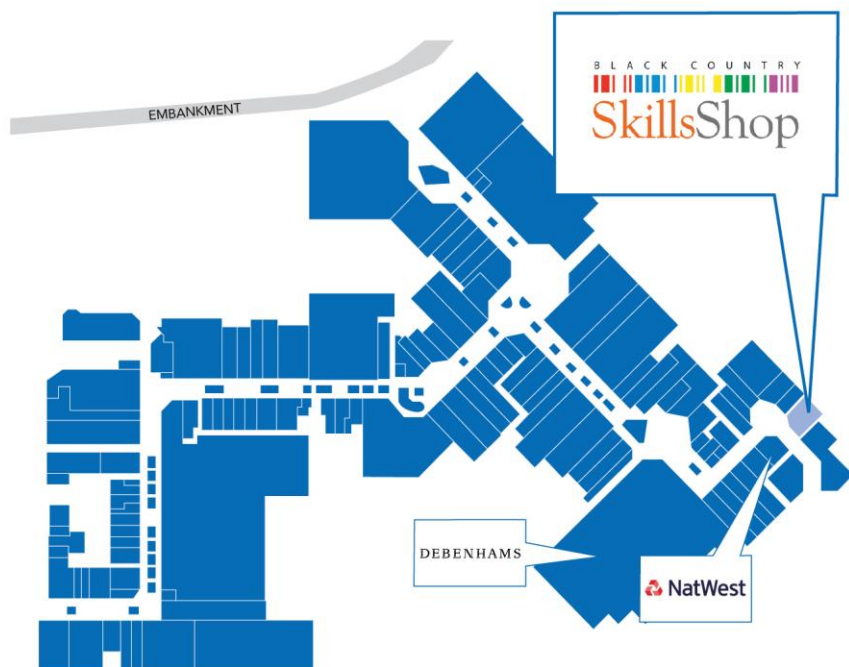 BLACK COUNTRY
SkillsShop
EMBANKMENT
DEBENHAMS
NatWest